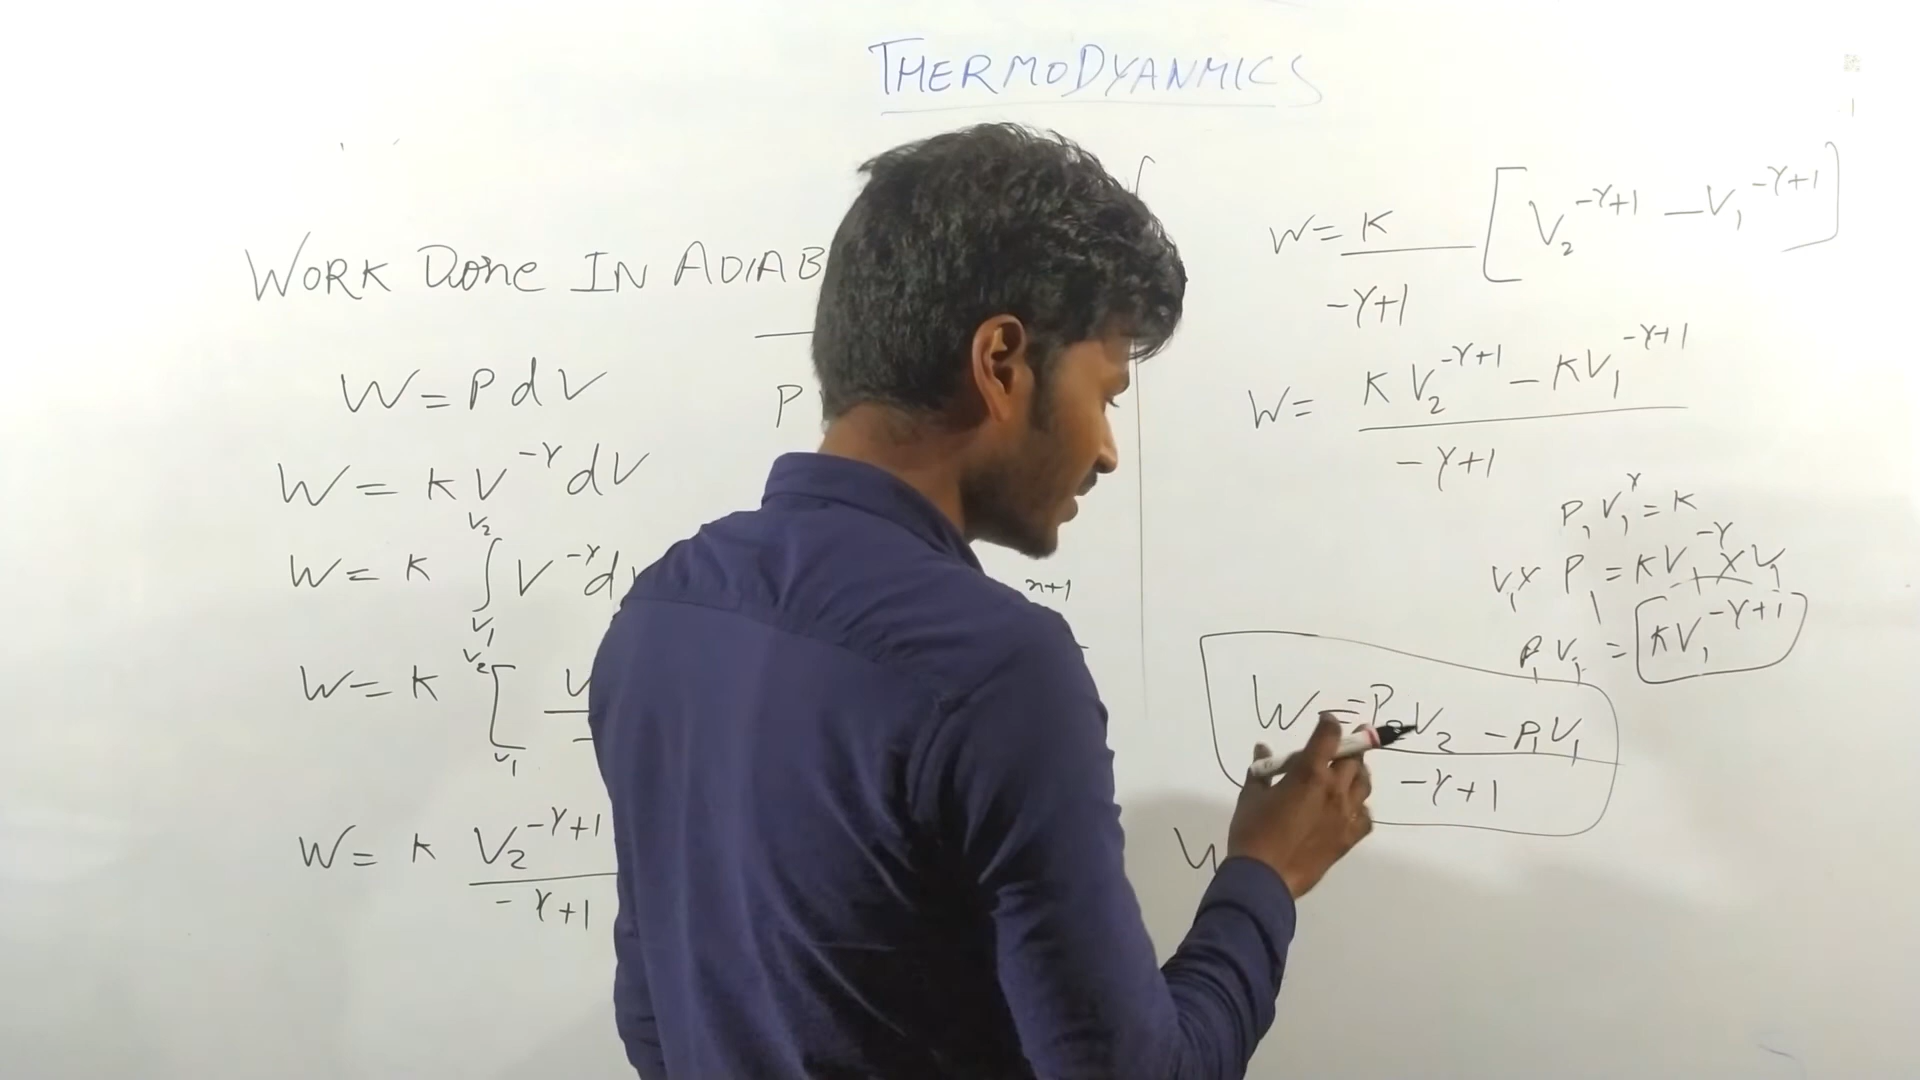 THERMODYANMICS
WORK Done IN ADIAB
W = P dV
P
W = K V^{-γ} dV
W = K ∫_{V₁}^{V₂} V^{-γ} d
n+1
W = K [
V₂
V₁
W = K V₂^{-γ+1} / -γ+1
W = K / -γ+1 [V₂^{-γ+1} - V₁^{-γ+1}]
W = K V₂^{-γ+1} - K V₁^{-γ+1} / -γ+1
P₁ V₁^γ = K
V₁ × P₁ = K V₁^{-γ} × V₁
P₁ V₁ = K V₁^{-γ+1}
W = P₂ V₂ - P₁ V₁ / -γ+1
W